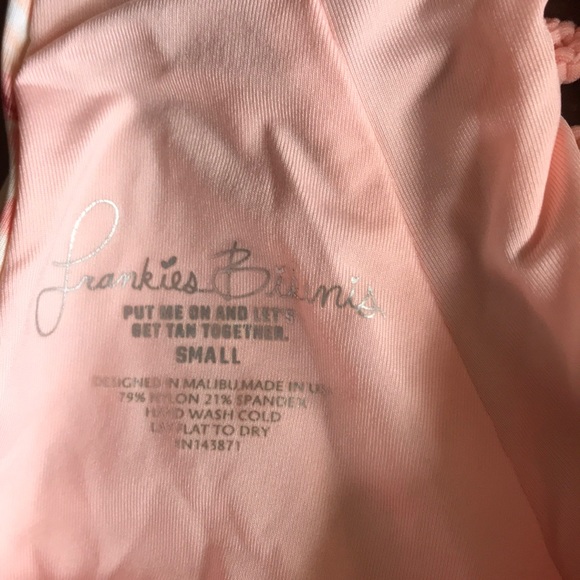 Frankies Bikinis
PUT ME ON AND LET'S
GET TAN TOGETHER.
SMALL
DESIGNED IN MALIBU,MADE IN US
79% NYLON 21% SPANDEX
HAND WASH COLD
LAY FLAT TO DRY
RN143871